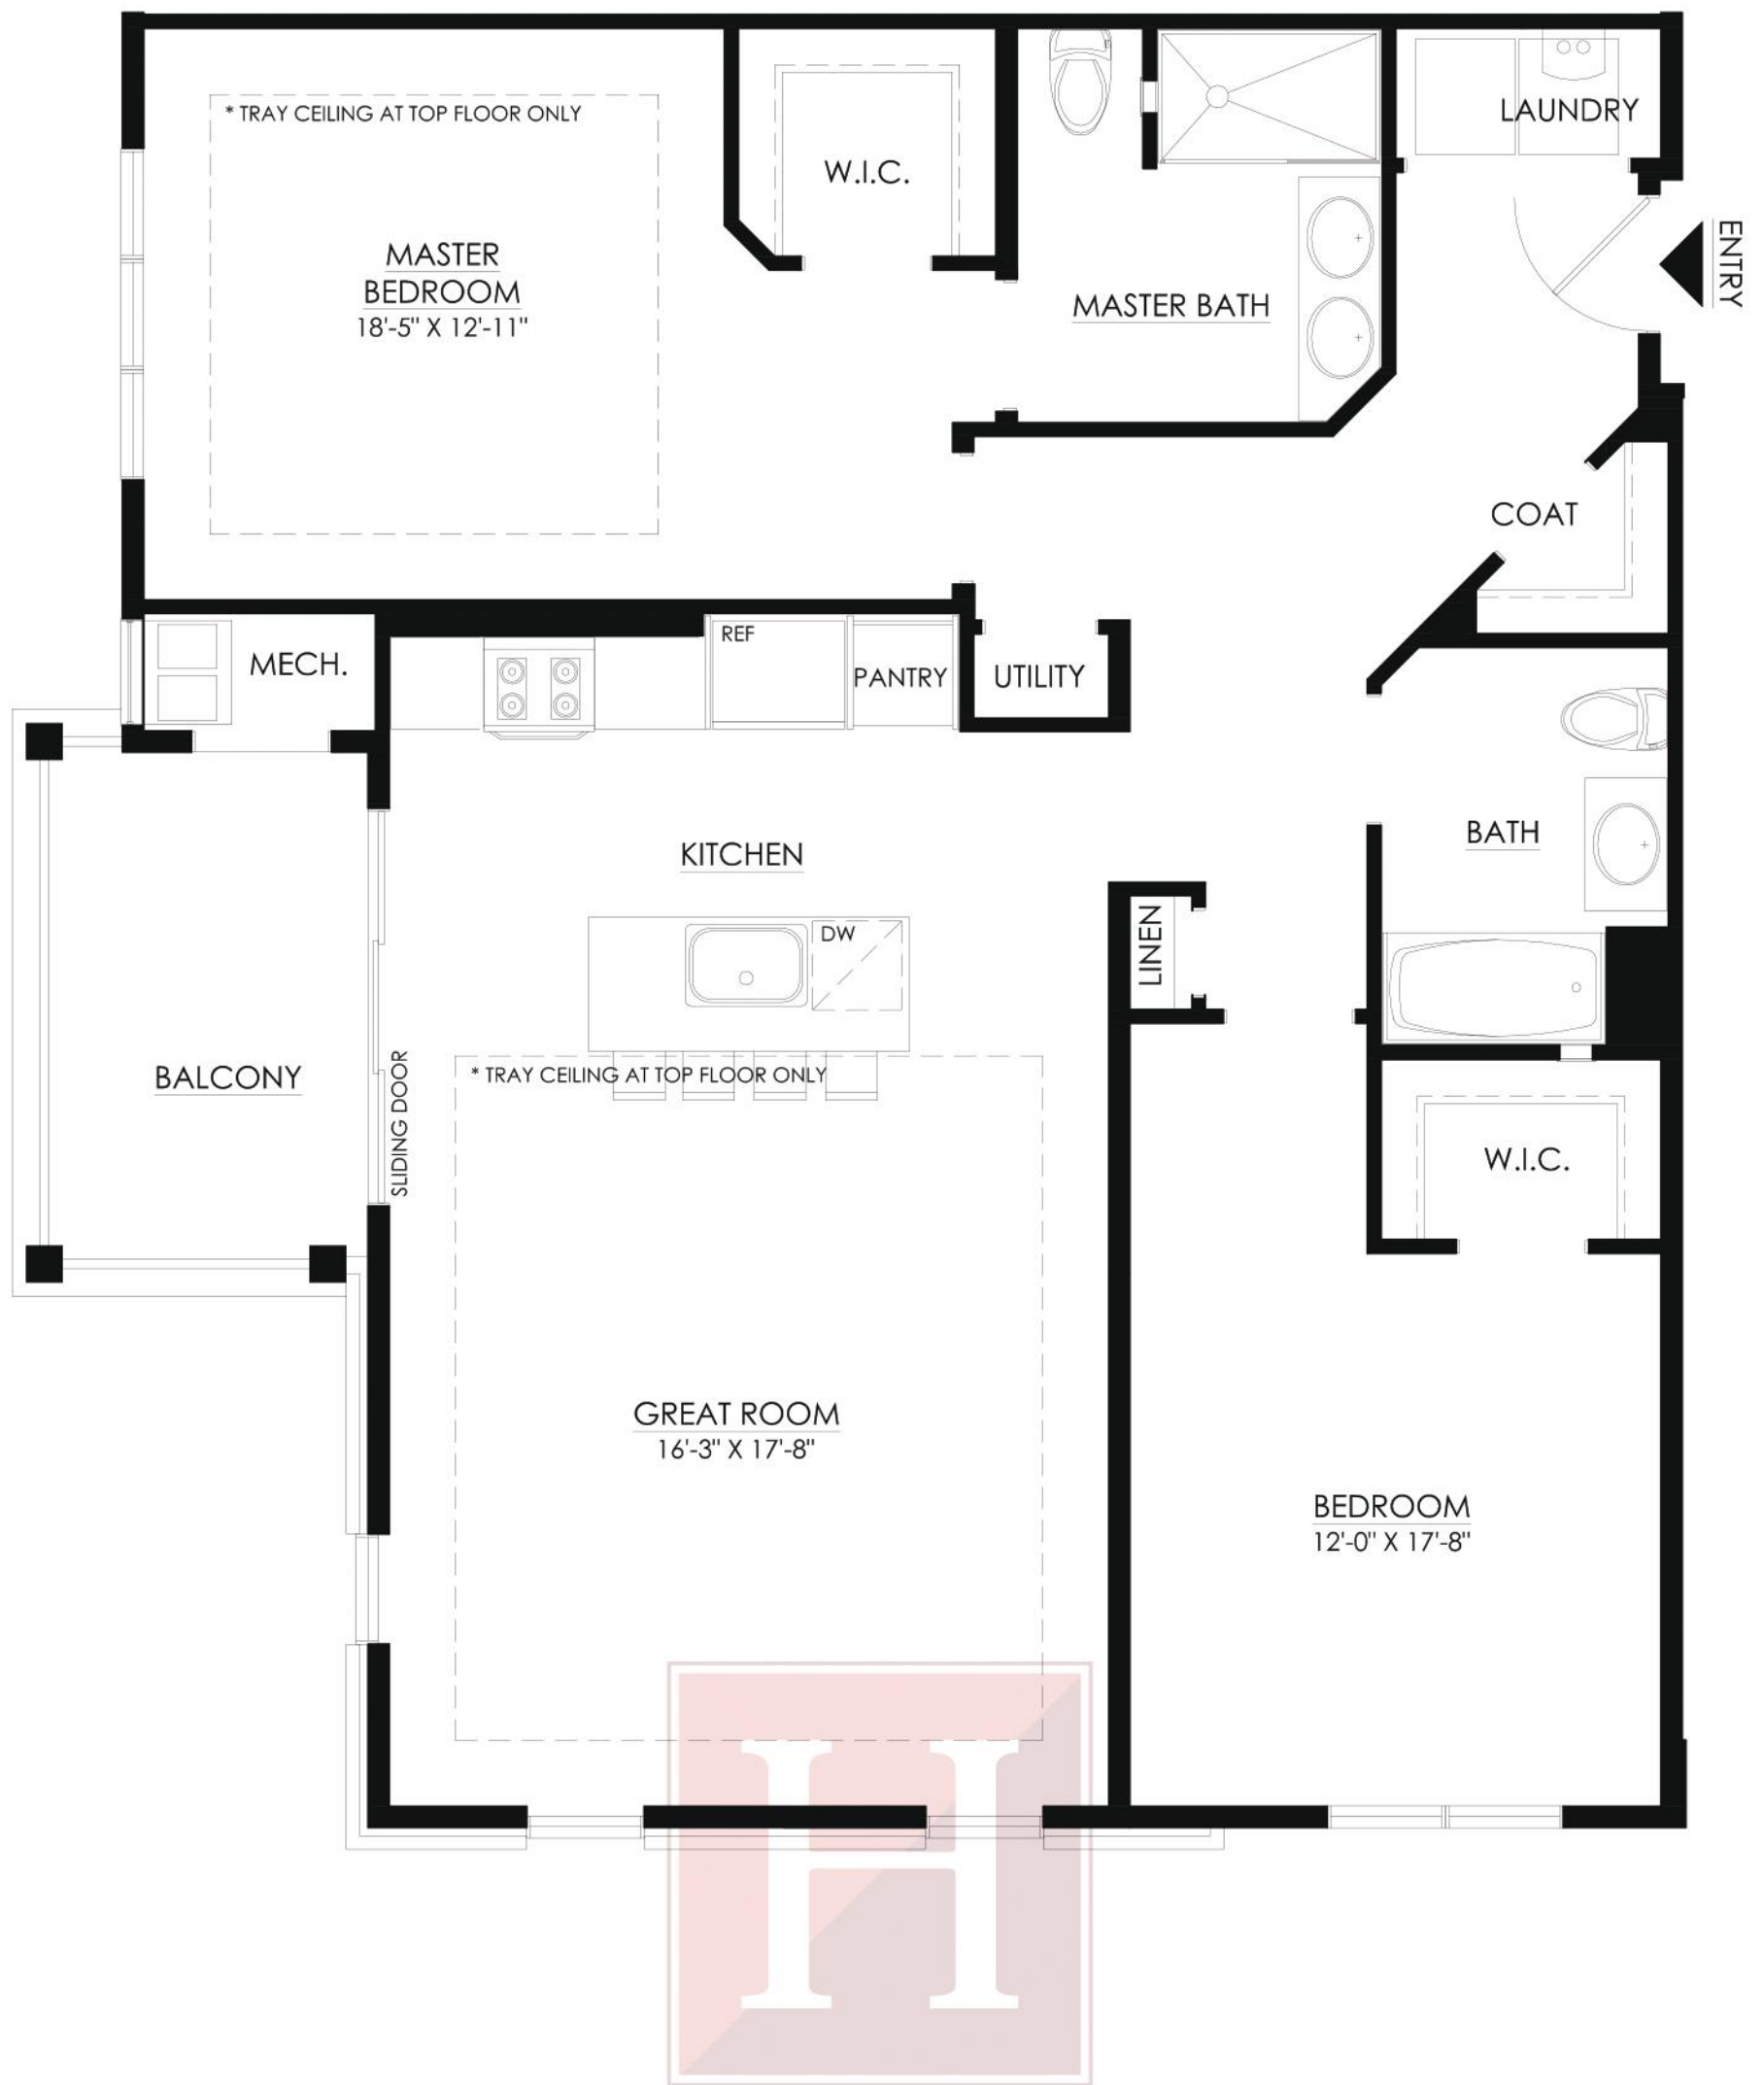 * TRAY CEILING AT TOP FLOOR ONLY
LAUNDRY
W.I.C.
MASTER
BEDROOM
18'-5" X 12'-11"
MASTER BATH
ENTRY
COAT
REF
MECH.
PANTRY
UTILITY
BATH
KITCHEN
DW
LINEN
BALCONY
SLIDING DOOR
* TRAY CEILING AT TOP FLOOR ONLY
W.I.C.
GREAT ROOM
16'-3" X 17'-8"
BEDROOM
12'-0" X 17'-8"
H